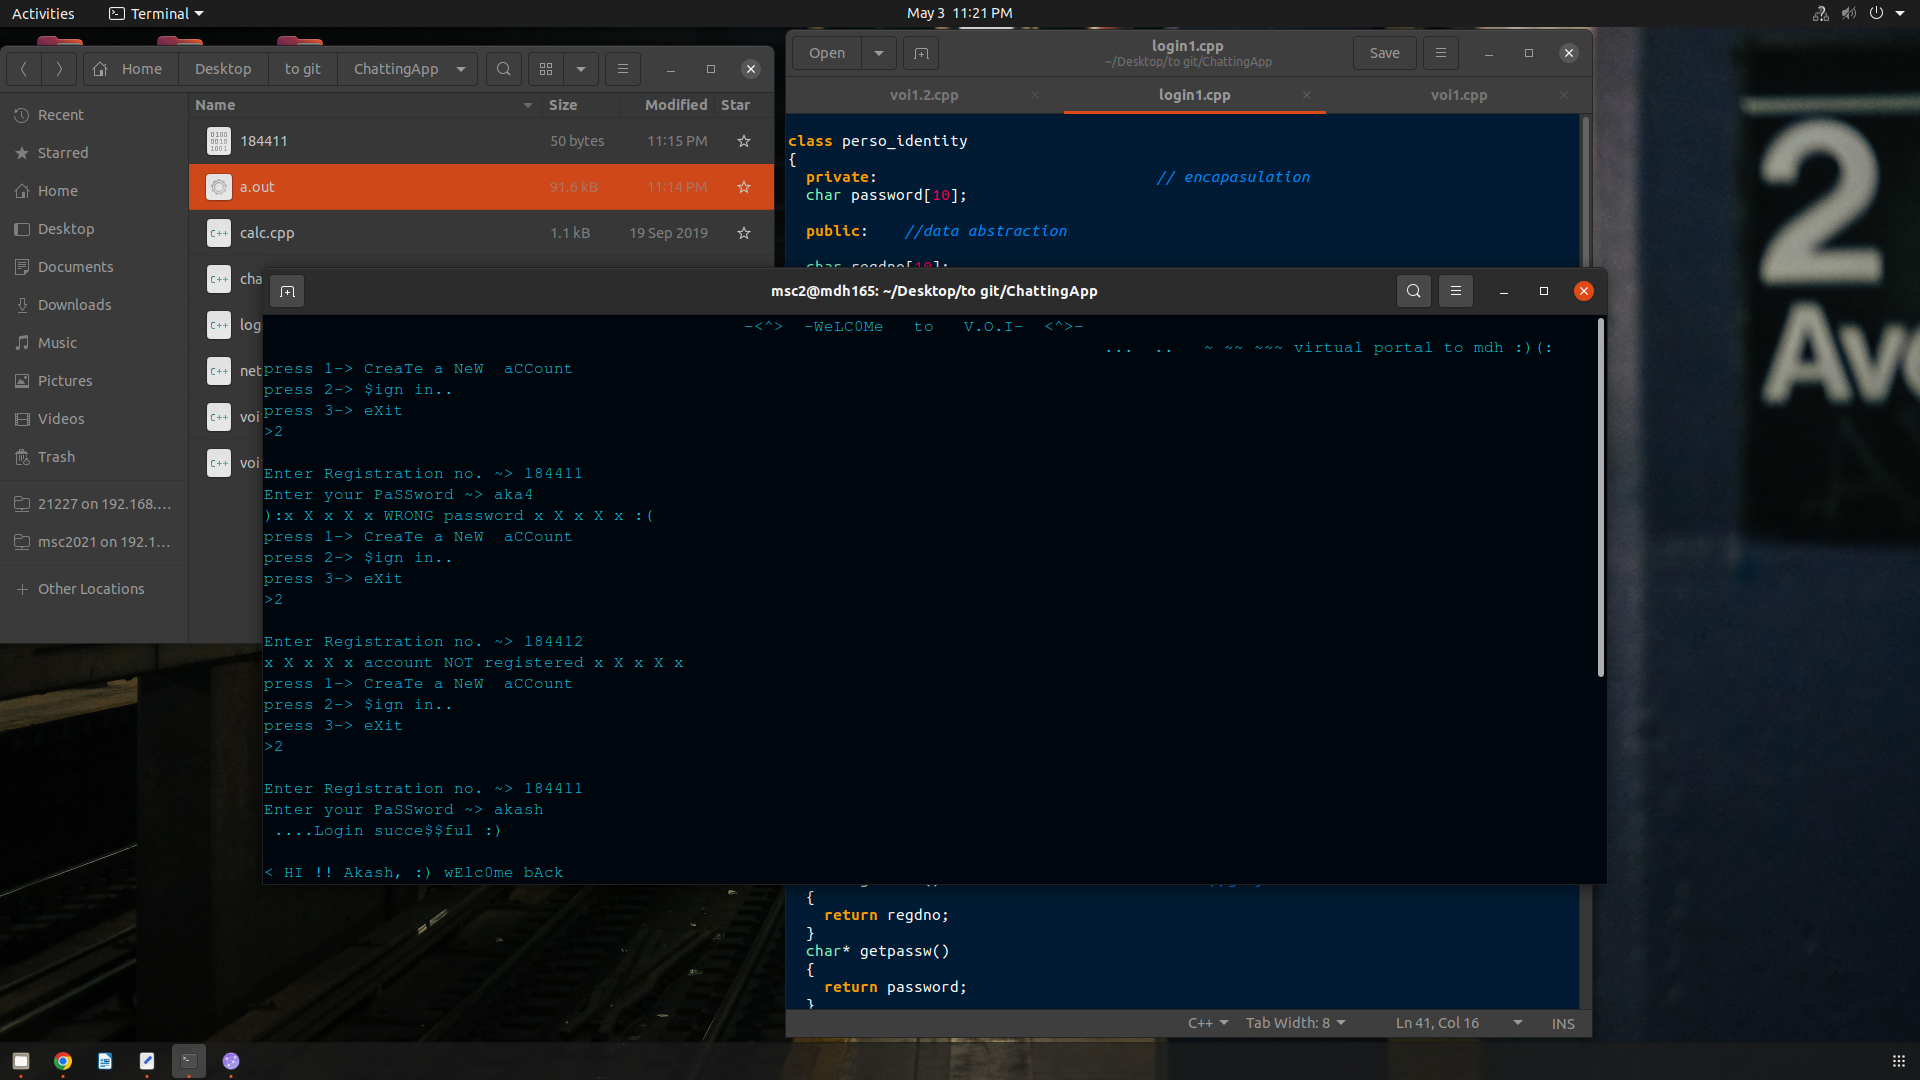 Activities
Terminal
May 3 11:21 PM
Home
Desktop
to git
ChattingApp
Recent
Starred
Home
Desktop
Documents
Downloads
Music
Pictures
Videos
Trash
21227 on 192.168....
msc2021 on 192.1...
Other Locations
Name Size Modified Star
184411 50 bytes 11:15 PM
a.out 91.6 kB 11:14 PM
calc.cpp 1.1 kB 19 Sep 2019
cha
log
net
voi
voi
Open
login1.cpp
~/Desktop/to git/ChattingApp
Save
voi1.2.cpp
login1.cpp
voi1.cpp
class perso_identity
{
private: // encapasulation
char password[10];
public: //data abstraction
char regdno[10];
msc2@mdh165: ~/Desktop/to git/ChattingApp
-<^> -WeLC0Me to V.O.I- <^>-
... .. ~ ~~ ~~~ virtual portal to mdh :)(:
press 1-> CreaTe a NeW aCCount
press 2-> $ign in..
press 3-> eXit
>2
Enter Registration no. ~> 184411
Enter your PaSSword ~> aka4
):x X x X x WRONG password x X x X x :(
press 1-> CreaTe a NeW aCCount
press 2-> $ign in..
press 3-> eXit
>2
Enter Registration no. ~> 184412
x X x X x account NOT registered x X x X x
press 1-> CreaTe a NeW aCCount
press 2-> $ign in..
press 3-> eXit
>2
Enter Registration no. ~> 184411
Enter your PaSSword ~> akash
....Login succe$$ful :)
< HI !! Akash, :) wElc0me bAck
{
return regdno;
}
char* getpassw()
{
return password;
}
C++
Tab Width: 8
Ln 41, Col 16
INS
2
Ave